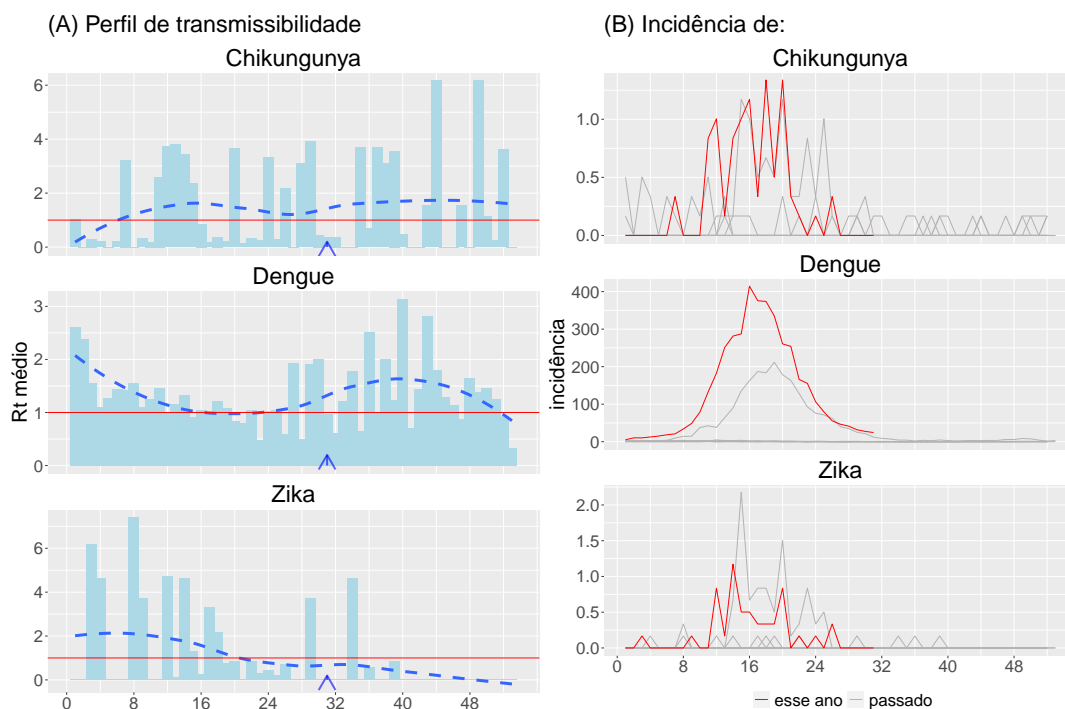 (A) Perfil de transmissibilidade
Chikungunya
6
4
2
0
Dengue
3
2
1
0
Rt médio
Zika
6
4
2
0
0 8 16 24 32 40 48
(B) Incidência de:
Chikungunya
1.0
0.5
0.0
Dengue
400
300
200
100
0
incidência
Zika
2.0
1.5
1.0
0.5
0.0
0 8 16 24 32 40 48
esse ano passado